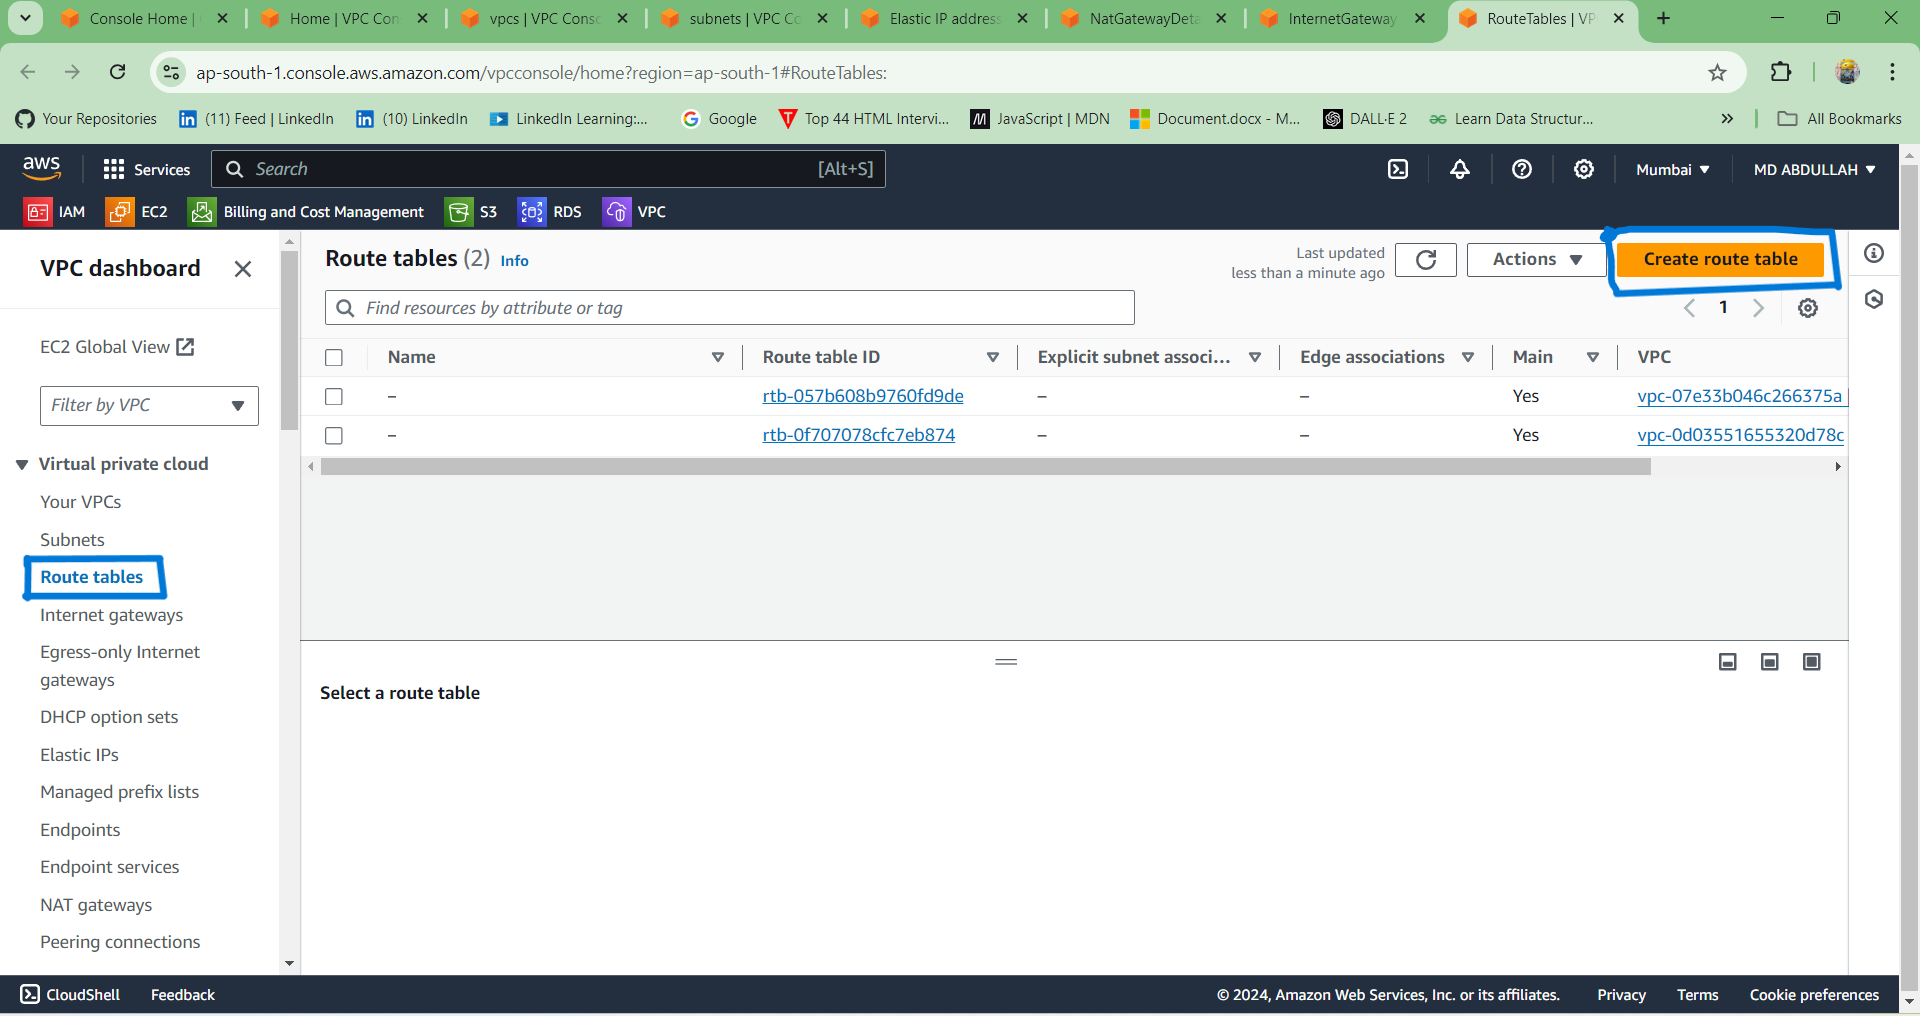 Console Home |
Home | VPC Con
vpcs | VPC Conso
subnets | VPC Co
Elastic IP address
NatGatewayDeta
InternetGateway
RouteTables | VP
ap-south-1.console.aws.amazon.com/vpcconsole/home?region=ap-south-1#RouteTables:
Your Repositories
(11) Feed | LinkedIn
(10) LinkedIn
LinkedIn Learning:...
Google
Top 44 HTML Intervi...
JavaScript | MDN
Document.docx - M...
DALL·E 2
Learn Data Structur...
All Bookmarks
aws
Services
Search
[Alt+S]
Mumbai
MD ABDULLAH
IAM
EC2
Billing and Cost Management
S3
RDS
VPC
VPC dashboard
EC2 Global View
Filter by VPC
Virtual private cloud
Your VPCs
Subnets
Route tables
Internet gateways
Egress-only Internet
gateways
DHCP option sets
Elastic IPs
Managed prefix lists
Endpoints
Endpoint services
NAT gateways
Peering connections
Route tables (2) Info
Last updated
less than a minute ago
Actions
Create route table
Find resources by attribute or tag
1
Name Route table ID Explicit subnet associ... Edge associations Main VPC
– rtb-057b608b9760fd9de – – Yes vpc-07e33b046c266375a |
– rtb-0f707078cfc7eb874 – – Yes vpc-0d03551655320d78c
Select a route table
CloudShell
Feedback
© 2024, Amazon Web Services, Inc. or its affiliates.
Privacy
Terms
Cookie preferences